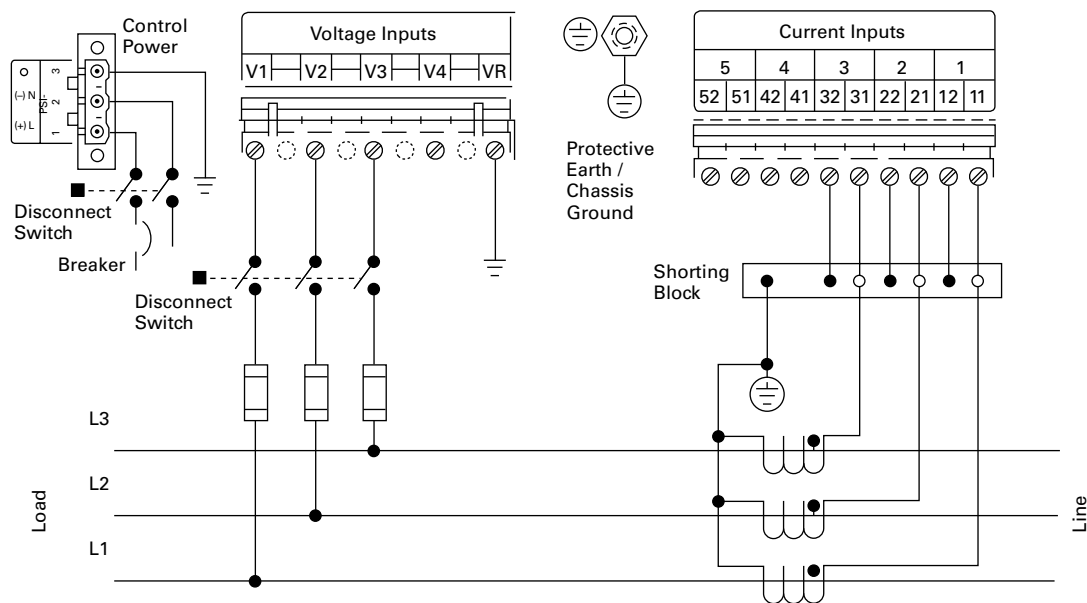 Control
Power
3
(–) N
2
PSI-
(+) L
1
Disconnect
Switch
Breaker
Voltage Inputs
V1 V2 V3 V4 VR
Disconnect
Switch
Protective
Earth /
Chassis
Ground
Current Inputs
5 4 3 2 1
52 51 42 41 32 31 22 21 12 11
Shorting
Block
L3
L2
L1
Load
Line